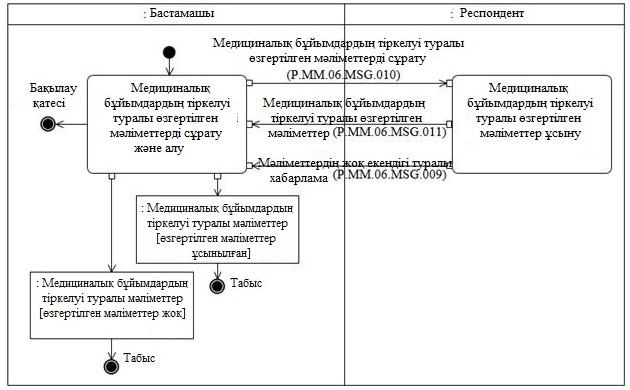 : Бастамашы
: Респондент
Медициналық бұйымдардың тіркелуі туралы
өзгертілген мәліметтерді сұрату
(P.MM.06.MSG.010)
Бақылау
қатесі
Медициналық
бұйымдардың тіркелуі
туралы өзгертілген
мәліметтерді сұрату
және алу
Медициналық бұйымдардың
тіркелуі туралы өзгертілген
мәліметтер (P.MM.06.MSG.011)
Медициналық
бұйымдардың тіркелуі
туралы өзгертілген
мәліметтер ұсыну
Мәліметтердің жоқ екендігі туралы
хабарлама (P.MM.06.MSG.009)
: Медициналық бұйымдардың
тіркелуі туралы мәліметтер
[өзгертілген мәліметтер
ұсынылған]
Табыс
: Медициналық бұйымдардың
тіркелуі туралы мәліметтер
[өзгертілген мәліметтер жоқ]
Табыс